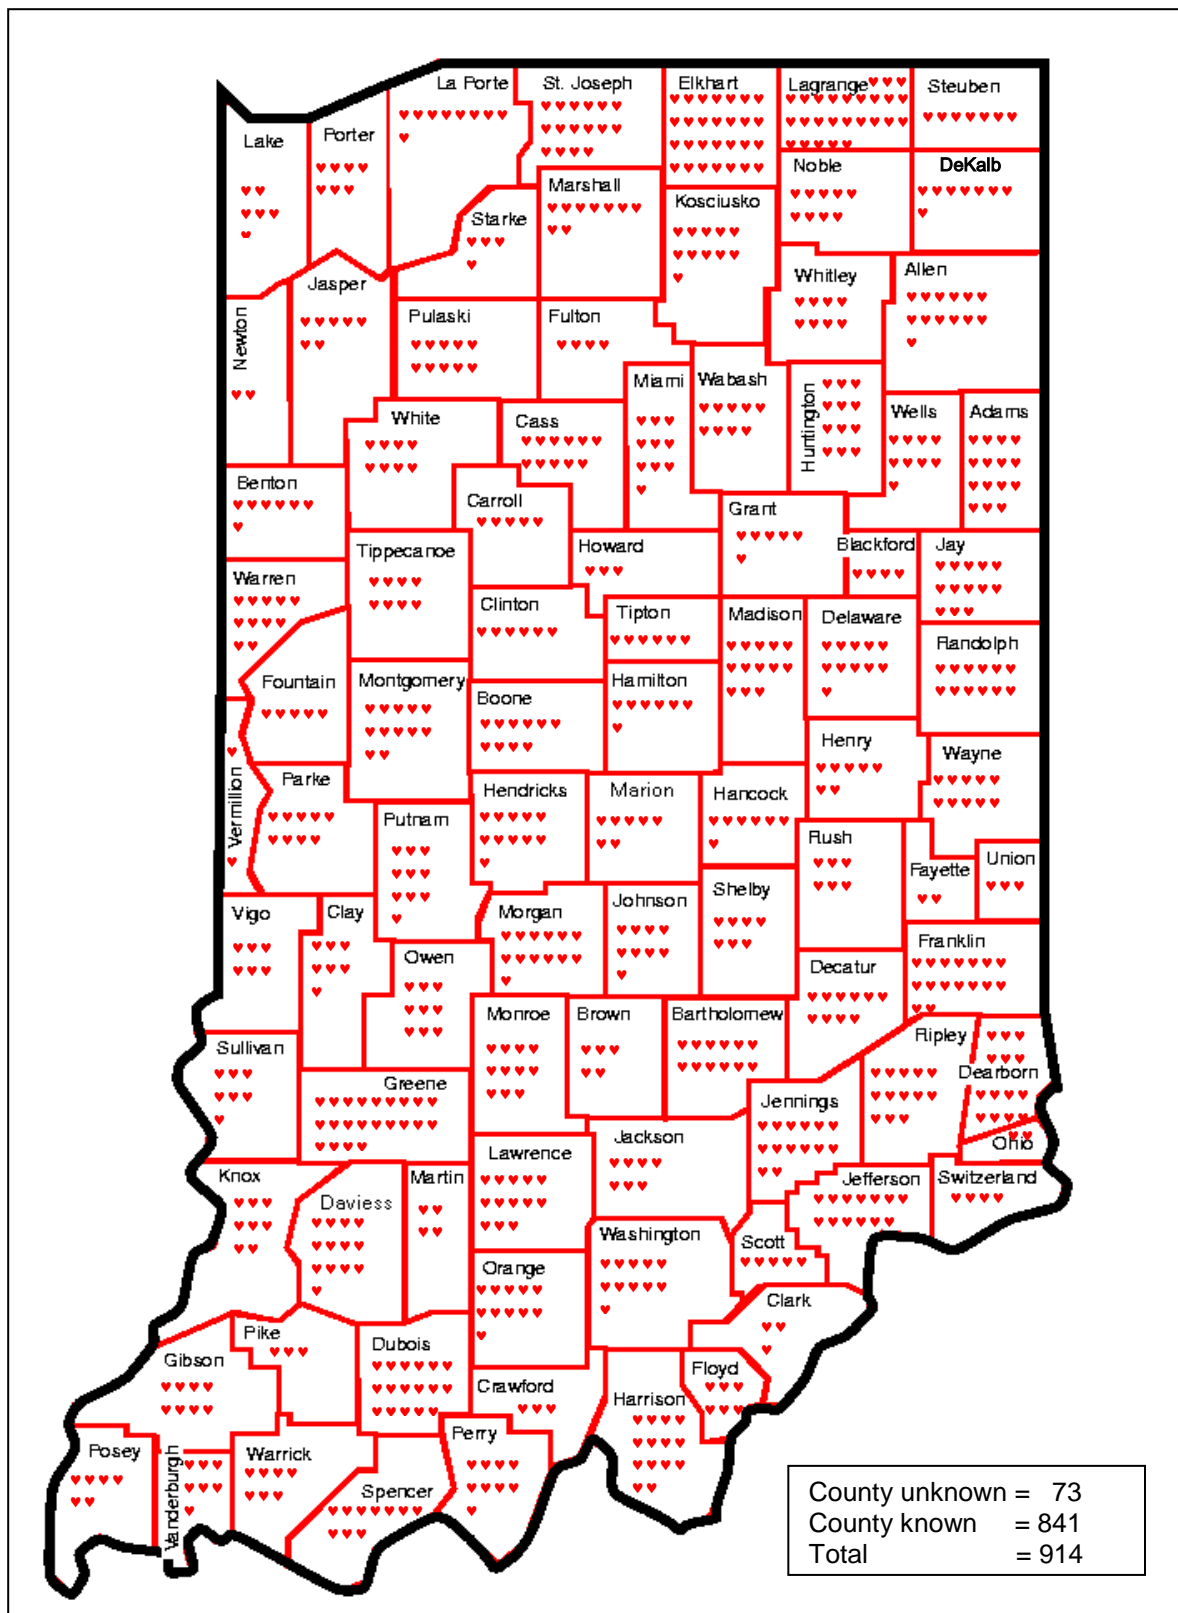 La Porte
St. Joseph
Elkhart
Lagrange
Steuben
Lake
Porter
Noble
DeKalb
Marshall
Kosciusko
Starke
Whitley
Allen
Jasper
Newton
Pulaski
Fulton
Miami
Wabash
Huntington
Wells
Adams
White
Cass
Benton
Carroll
Grant
Tippecanoe
Howard
Blackford
Jay
Warren
Clinton
Tipton
Madison
Delaware
Randolph
Fountain
Montgomery
Boone
Hamilton
Henry
Wayne
Vermillion
Parke
Hendricks
Marion
Hancock
Putnam
Rush
Fayette
Union
Vigo
Clay
Morgan
Johnson
Shelby
Franklin
Owen
Decatur
Monroe
Brown
Bartholomew
Ripley
Sullivan
Dearborn
Greene
Jennings
Jackson
Ohio
Lawrence
Knox
Martin
Jefferson
Switzerland
Daviess
Washington
Scott
Orange
Clark
Pike
Dubois
Gibson
Floyd
Crawford
Harrison
Perry
Posey
Vanderburgh
Warrick
Spencer
County unknown = 73
County known = 841
Total = 914